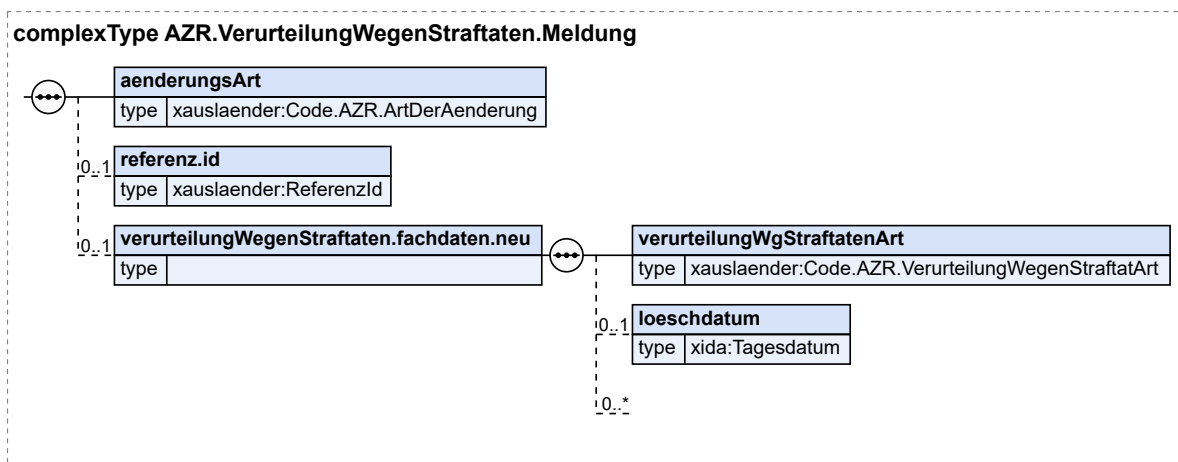 complexType AZR.VerurteilungWegenStraftaten.Meldung
aenderungsArt
type xauslaender:Code.AZR.ArtDerAenderung
0..1 referenz.id
type xauslaender:ReferenzId
0..1 verurteilungWegenStraftaten.fachdaten.neu
type
verurteilungWgStraftatenArt
type xauslaender:Code.AZR.VerurteilungWegenStraftatArt
0..1 loeschdatum
type xida:Tagesdatum
0..*